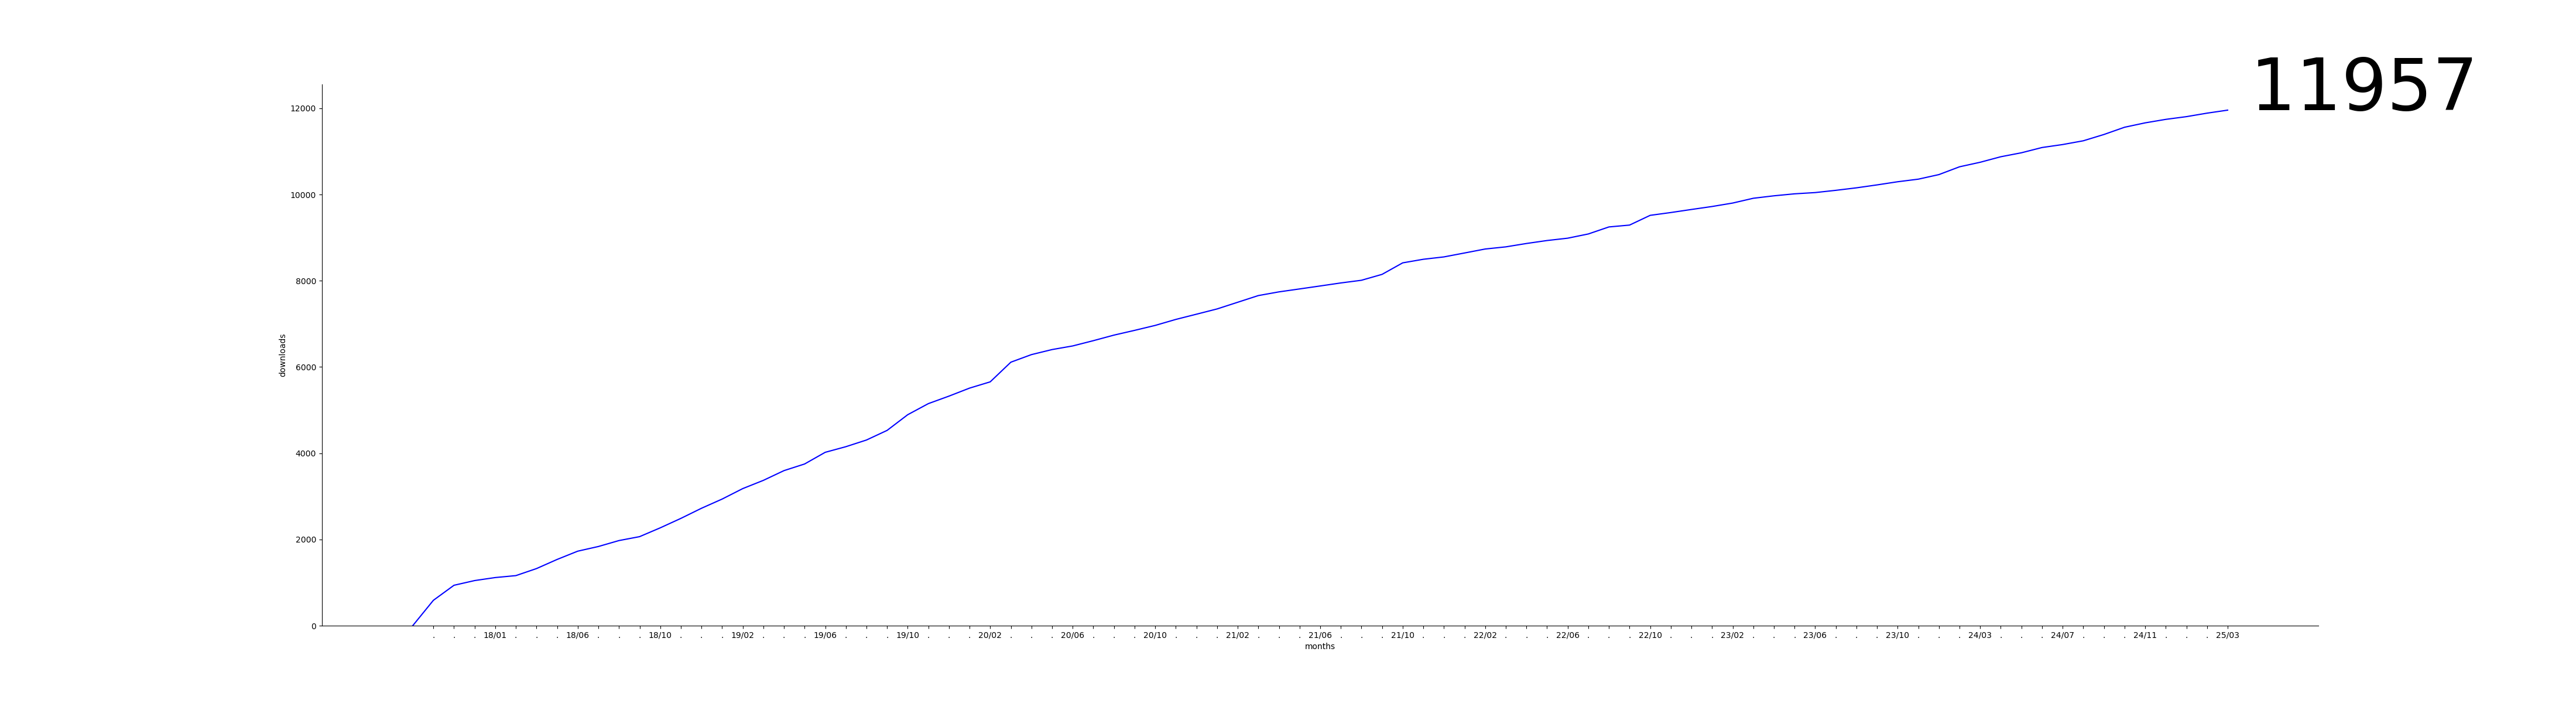 11957
12000
10000
8000
6000
4000
2000
0
downloads
. . . 18/01 . . . 18/06 . . . 18/10 . . . 19/02 . . . 19/06 . . . 19/10 . . . 20/02 . . . 20/06 . . . 20/10 . . . 21/02 . . . 21/06 . . . 21/10 . . . 22/02 . . . 22/06 . . . 22/10 . . . 23/02 . . . 23/06 . . . 23/10 . . . 24/03 . . . 24/07 . . . 24/11 . . . 25/03
months